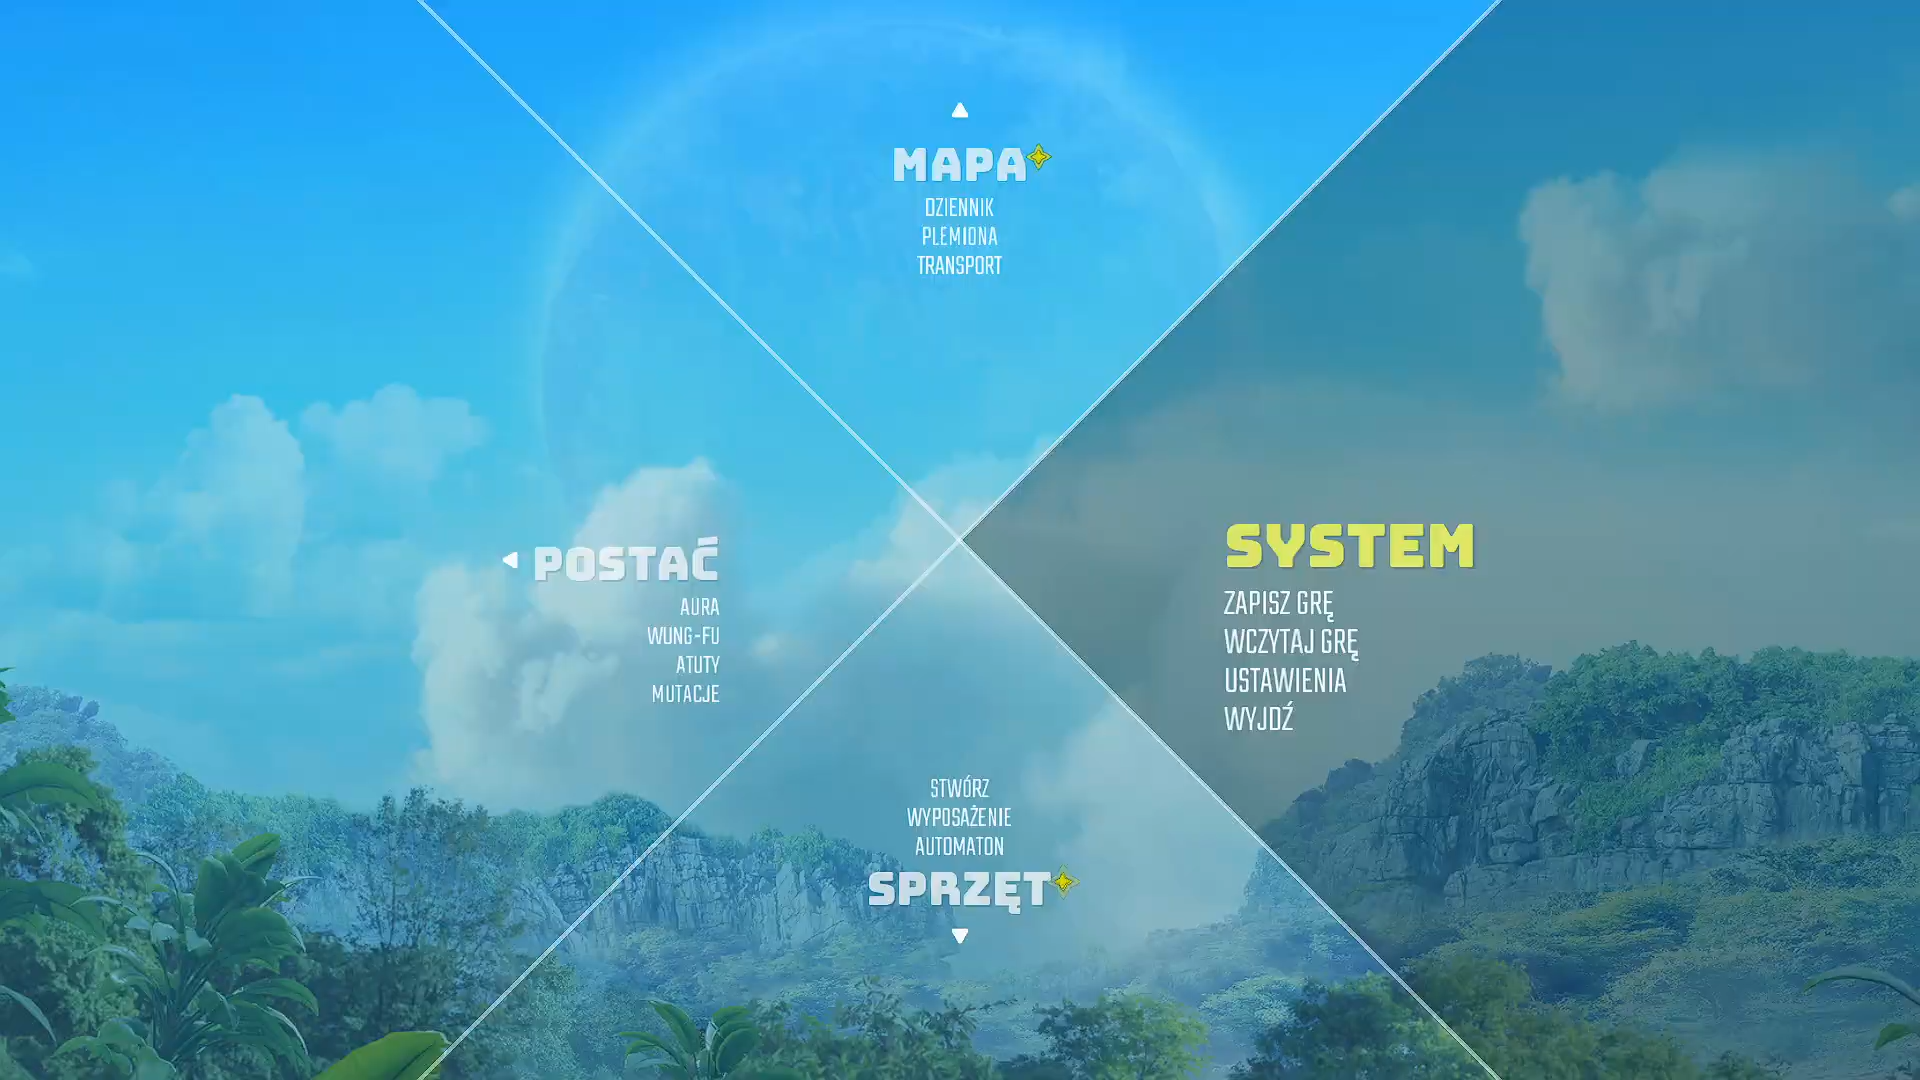 MAPA
DZIENNIK
PLEMIONA
TRANSPORT
POSTAĆ
AURA
WUNG-FU
ATUTY
MUTACJE
SYSTEM
ZAPISZ GRĘ
WCZYTAJ GRĘ
USTAWIENIA
WYJDŹ
STWÓRZ
WYPOSAŻENIE
AUTOMATON
SPRZĘT